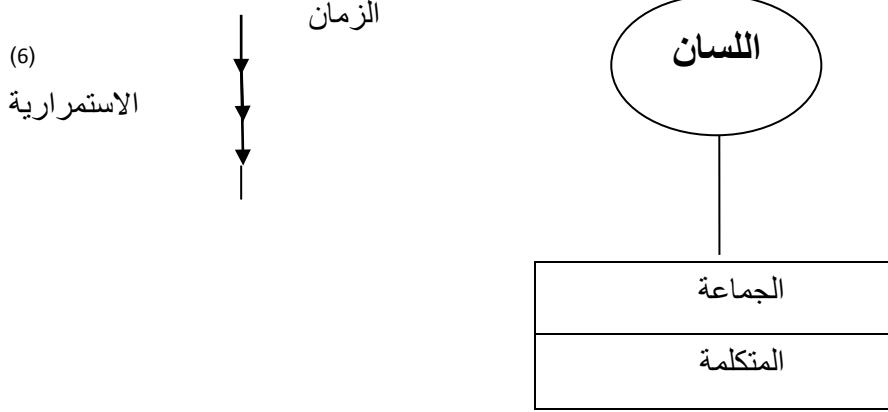 الزمان
اللسان
(6)
الاستمرارية
الجماعة
المتكلمة